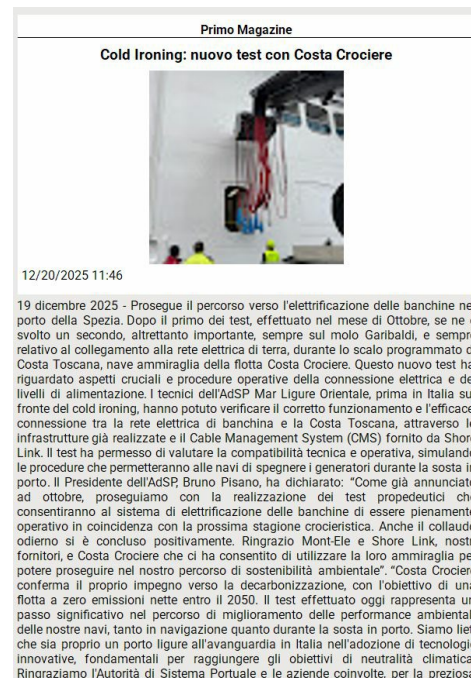 Primo Magazine
Cold Ironing: nuovo test con Costa Crociere
12/20/2025 11:46
19 dicembre 2025 - Prosegue il percorso verso l'elettrificazione delle banchine ne
porto della Spezia. Dopo il primo dei test, effettuato nel mese di Ottobre, se ne
svolto un secondo, altrettanto importante, sempre sul molo Garibaldi, e sempre
relativo al collegamento alla rete elettrica di terra, durante lo scalo programmato d
Costa Toscana, nave ammiraglia della flotta Costa Crociere. Questo nuovo test ha
riguardato aspetti cruciali e procedure operative della connessione elettrica e de
livelli di alimentazione. I tecnici dell'AdSP Mar Ligure Orientale, prima in Italia su
fronte del cold ironing, hanno potuto verificare il corretto funzionamento e l'efficace
connessione tra la rete elettrica di banchina e la Costa Toscana, attraverso le
infrastrutture già realizzate e il Cable Management System (CMS) fornito da Shore
Link. Il test ha permesso di valutare la compatibilità tecnica e operativa, simulando
le procedure che permetteranno alle navi di spegnere i generatori durante la sosta in
porto. Il Presidente dell'AdSP, Bruno Pisano, ha dichiarato: “Come già annunciato
ad ottobre, proseguiamo con la realizzazione dei test propedeutici che
consentiranno al sistema di elettrificazione delle banchine di essere pienamente
operativo in coincidenza con la prossima stagione crocieristica. Anche il collaudo
odierno si è concluso positivamente. Ringrazio Mont-Ele e Shore Link, nostri
fornitori, e Costa Crociere che ci ha consentito di utilizzare la loro ammiraglia pe
potere proseguire nel nostro percorso di sostenibilità ambientale”. “Costa Crociere
conferma il proprio impegno verso la decarbonizzazione, con l'obiettivo di una
flotta a zero emissioni nette entro il 2050. Il test effettuato oggi rappresenta un
passo significativo nel percorso di miglioramento delle performance ambientali
delle nostre navi, tanto in navigazione quanto durante la sosta in porto. Siamo liet
che sia proprio un porto ligure all'avanguardia in Italia nell'adozione di tecnologie
innovative, fondamentali per raggiungere gli obiettivi di neutralità climatica.
Ringraziamo l'Autorità di Sistema Portuale e le aziende coinvolte, per la preziosa